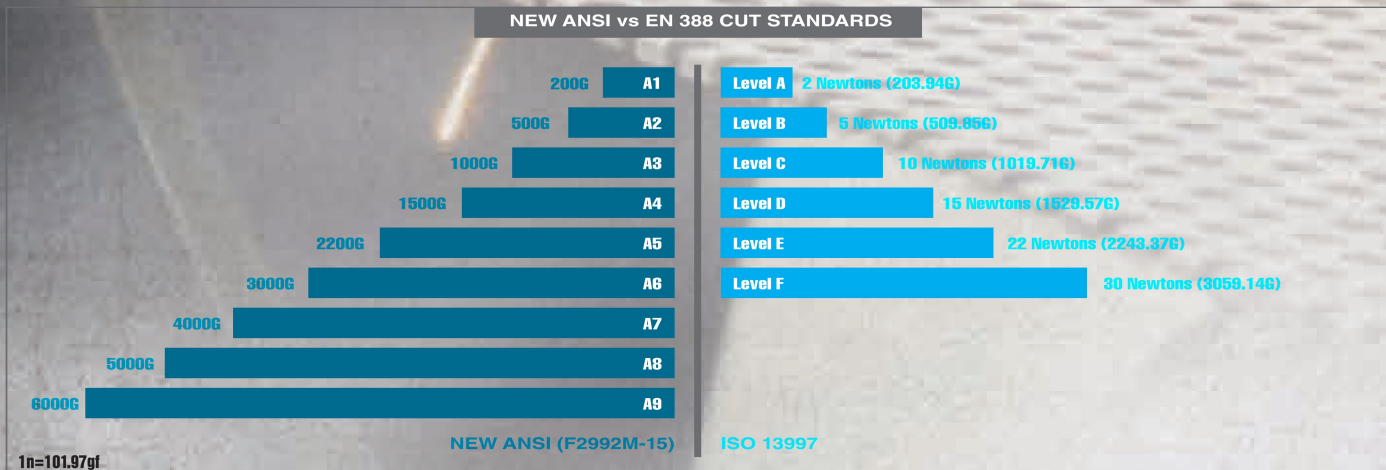 NEW ANSI vs EN 388 CUT STANDARDS
200G A1 Level A 2 Newtons (203.94G)
500G A2 Level B 5 Newtons (509.85G)
1000G A3 Level C 10 Newtons (1019.71G)
1500G A4 Level D 15 Newtons (1529.57G)
2200G A5 Level E 22 Newtons (2243.37G)
3000G A6 Level F 30 Newtons (3059.14G)
4000G A7
5000G A8
6000G A9
NEW ANSI (F2992M-15) ISO 13997
1n=101.97gf